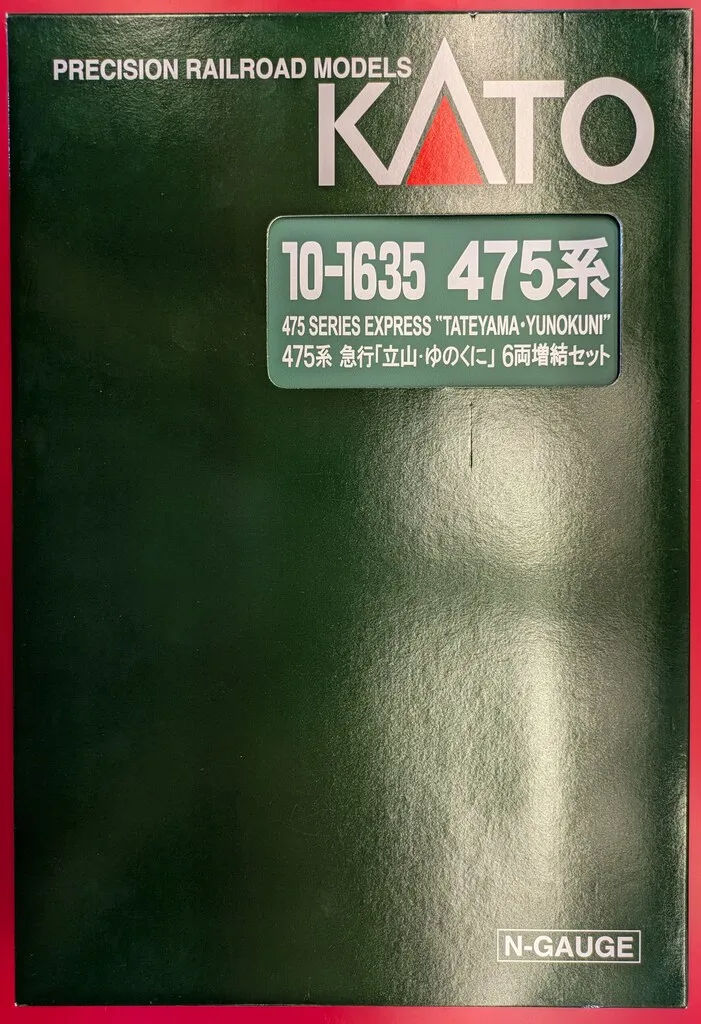 PRECISION RAILROAD MODELS
KATO
10-1635 475系
475 SERIES EXPRESS "TATEYAMA･YUNOKUNI"
475系 急行｢立山･ゆのくに｣ 6両増結セット
N-GAUGE